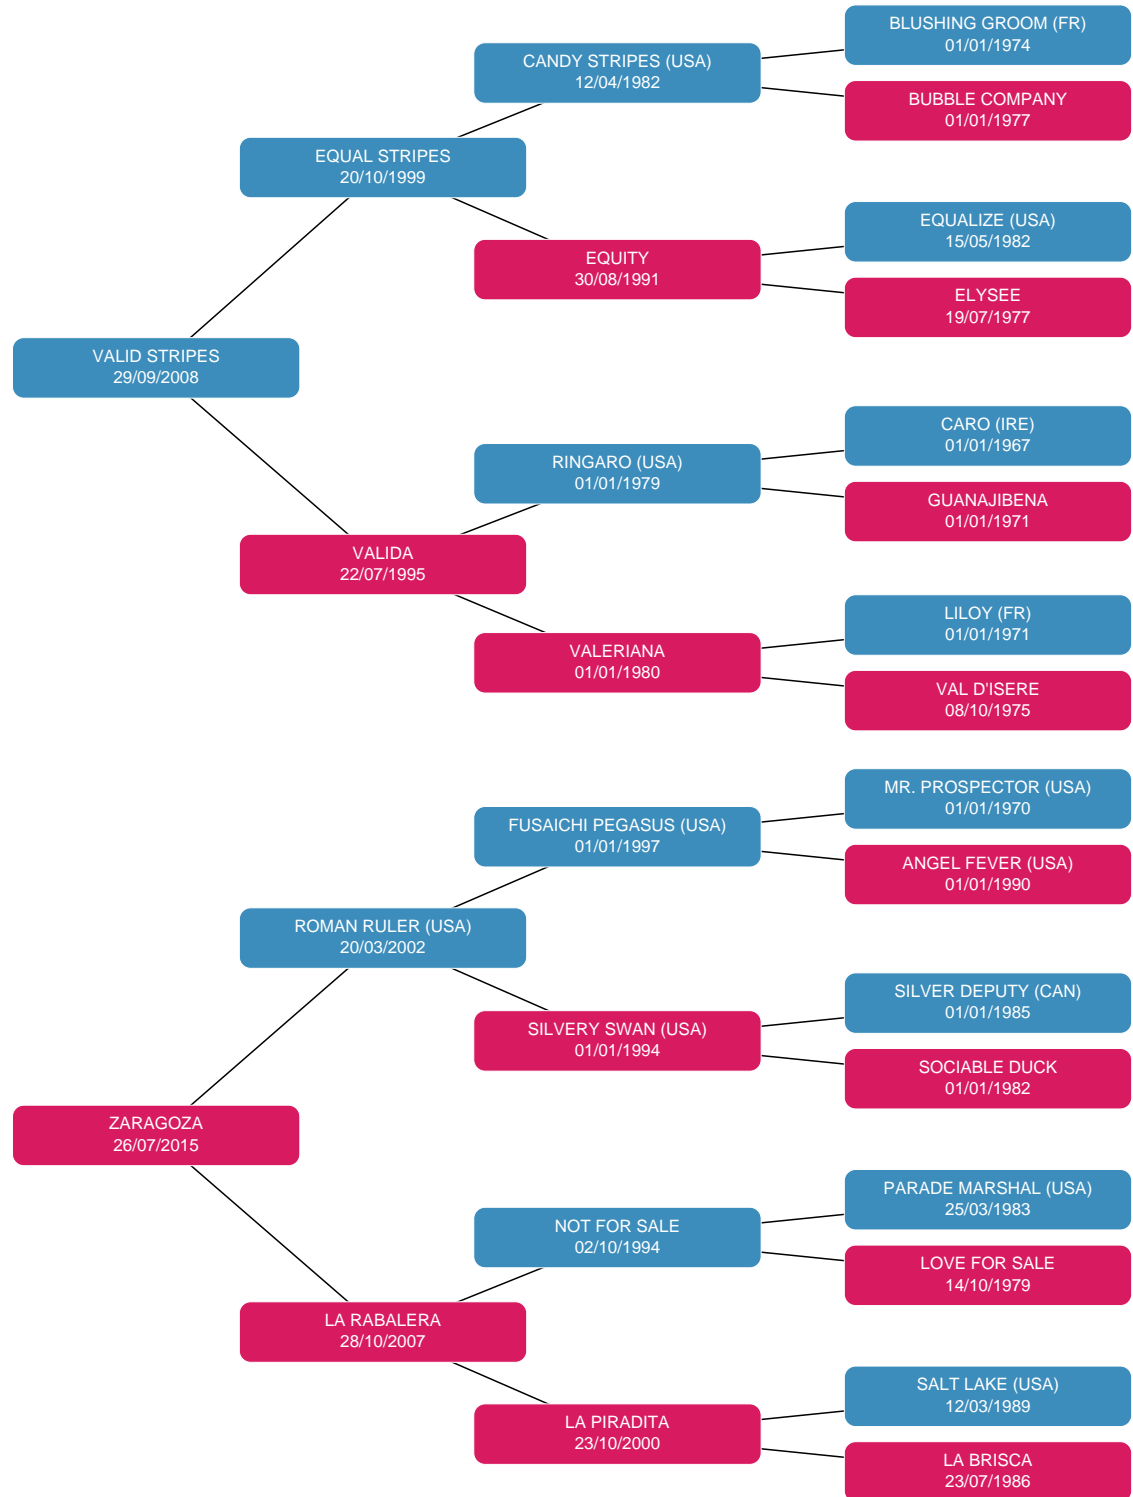 BLUSHING GROOM (FR)
01/01/1974
CANDY STRIPES (USA)
12/04/1982
BUBBLE COMPANY
01/01/1977
EQUAL STRIPES
20/10/1999
EQUALIZE (USA)
15/05/1982
EQUITY
30/08/1991
ELYSEE
19/07/1977
VALID STRIPES
29/09/2008
CARO (IRE)
01/01/1967
RINGARO (USA)
01/01/1979
GUANAJIBENA
01/01/1971
VALIDA
22/07/1995
LILOY (FR)
01/01/1971
VALERIANA
01/01/1980
VAL D'ISERE
08/10/1975
MR. PROSPECTOR (USA)
01/01/1970
FUSAICHI PEGASUS (USA)
01/01/1997
ANGEL FEVER (USA)
01/01/1990
ROMAN RULER (USA)
20/03/2002
SILVER DEPUTY (CAN)
01/01/1985
SILVERY SWAN (USA)
01/01/1994
SOCIABLE DUCK
01/01/1982
ZARAGOZA
26/07/2015
PARADE MARSHAL (USA)
25/03/1983
NOT FOR SALE
02/10/1994
LOVE FOR SALE
14/10/1979
LA RABALERA
28/10/2007
SALT LAKE (USA)
12/03/1989
LA PIRADITA
23/10/2000
LA BRISCA
23/07/1986